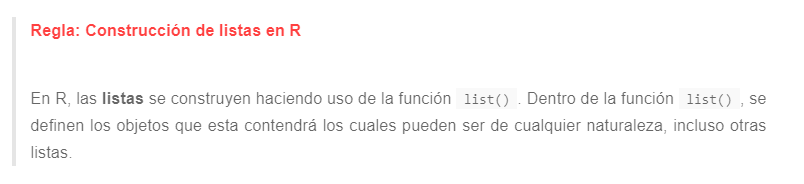 Regla: Construcción de listas en R
En R, las listas se construyen haciendo uso de la función list() . Dentro de la función list() , se
definen los objetos que esta contendrá los cuales pueden ser de cualquier naturaleza, incluso otras
listas.